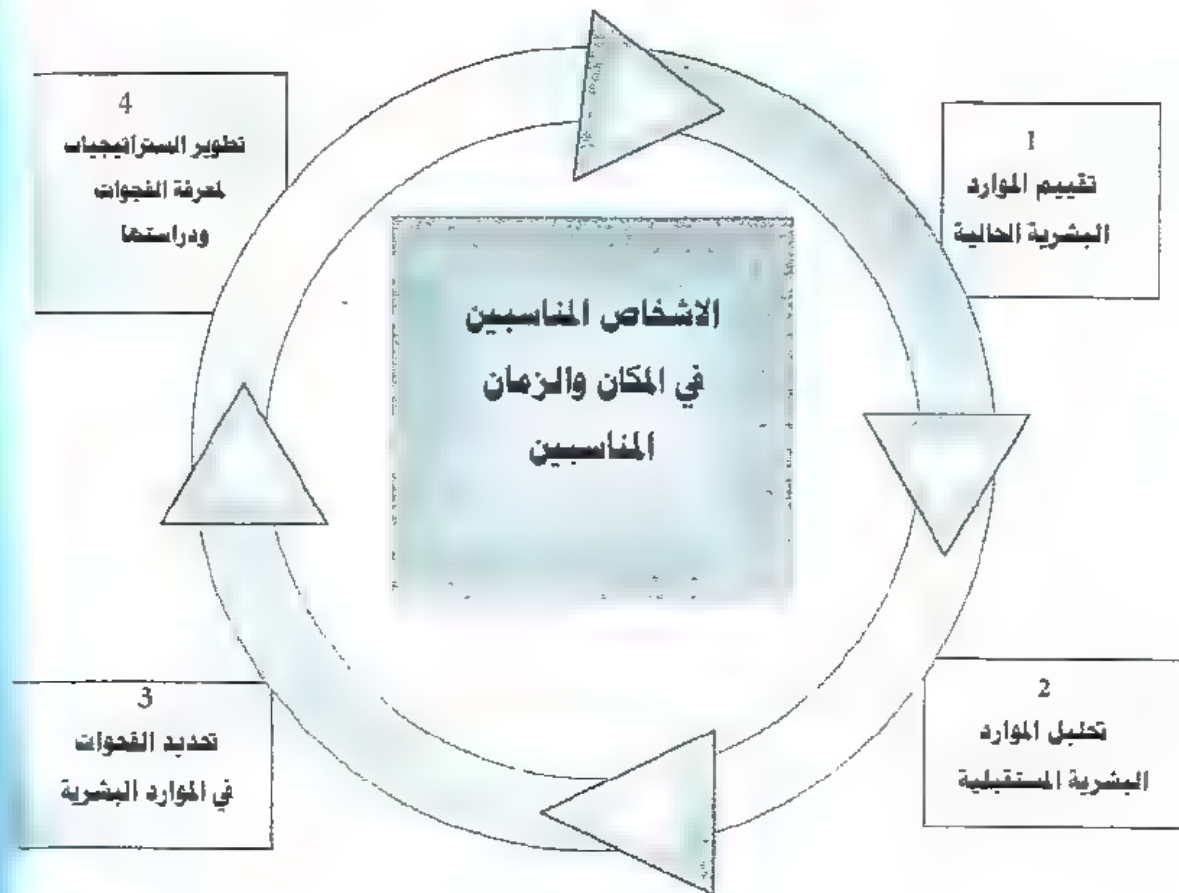 1
تقييم الموارد
البشرية الحالية
2
تحليل الموارد
البشرية المستقبلية
3
تحديد الفجوات
في الموارد البشرية
4
تطوير الستراتيجيات
لمعرفة الفجوات
ودراستها
الاشخاص المناسبين
في المكان والزمان
المناسبين